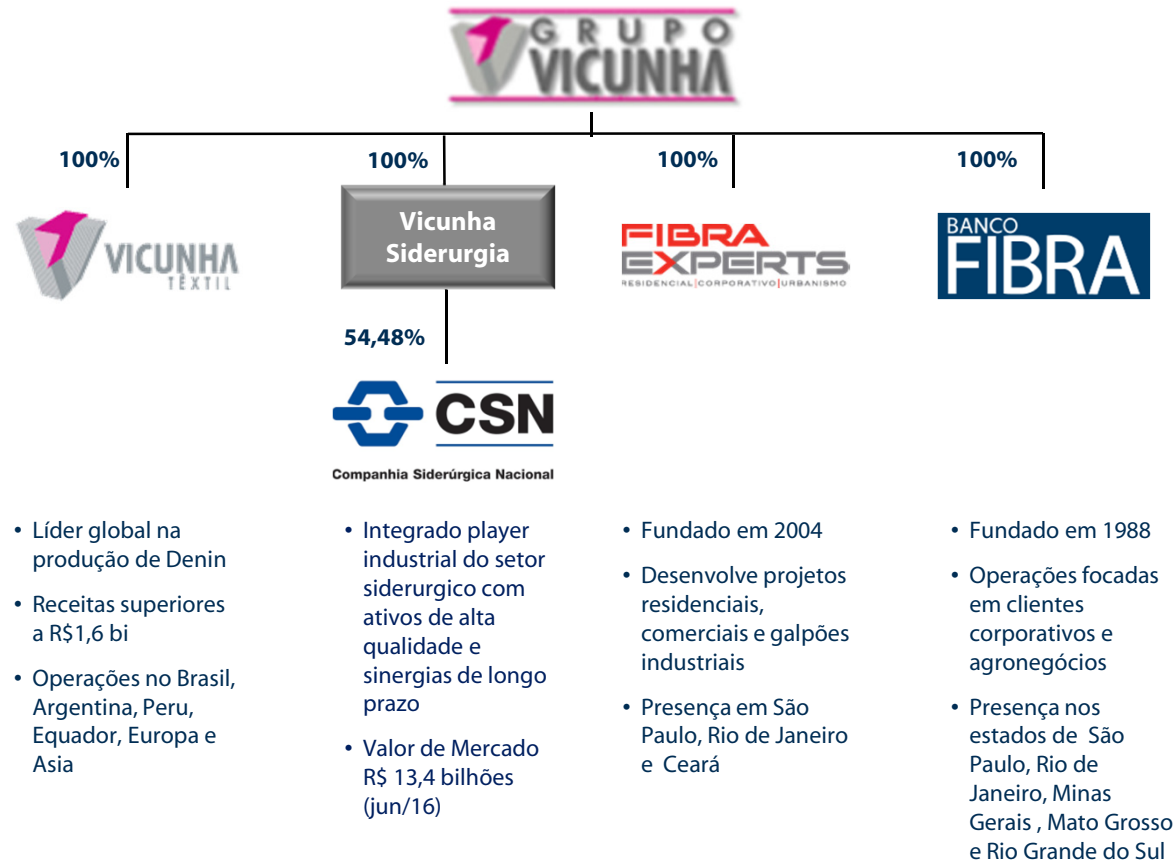 GRUPO
VICUNHA
100%
100%
100%
100%
VICUNHA
TÊXTIL
Vicunha
Siderurgia
FIBRA
EXPERTS
RESIDENCIAL|CORPORATIVO|URBANISMO
BANCO
FIBRA
54,48%
CSN
Companhia Siderúrgica Nacional
• Líder global na
produção de Denin
• Receitas superiores
a R$1,6 bi
• Operações no Brasil,
Argentina, Peru,
Equador, Europa e
Asia
• Integrado player
industrial do setor
siderurgico com
ativos de alta
qualidade e
sinergias de longo
prazo
• Valor de Mercado
R$ 13,4 bilhões
(jun/16)
• Fundado em 2004
• Desenvolve projetos
residenciais,
comerciais e galpões
industriais
• Presença em São
Paulo, Rio de Janeiro
e Ceará
• Fundado em 1988
• Operações focadas
em clientes
corporativos e
agronegócios
• Presença nos
estados de São
Paulo, Rio de
Janeiro, Minas
Gerais , Mato Grosso
e Rio Grande do Sul